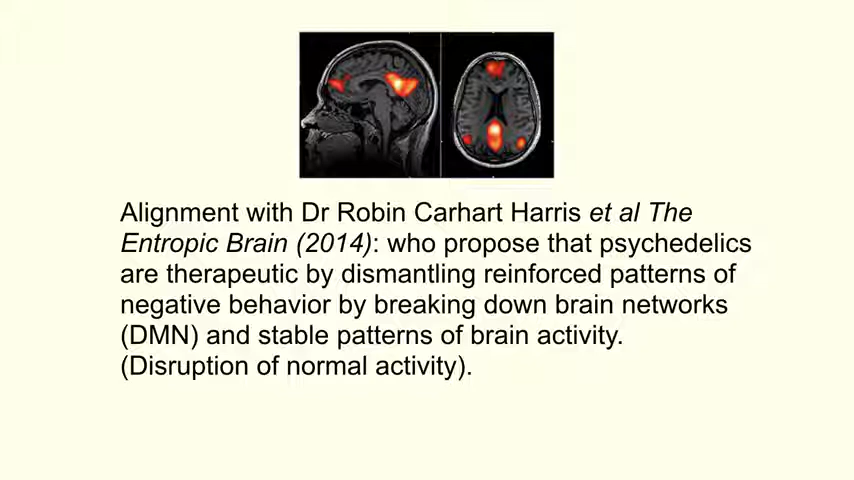 Alignment with Dr Robin Carhart Harris et al The
Entropic Brain (2014): who propose that psychedelics
are therapeutic by dismantling reinforced patterns of
negative behavior by breaking down brain networks
(DMN) and stable patterns of brain activity.
(Disruption of normal activity).